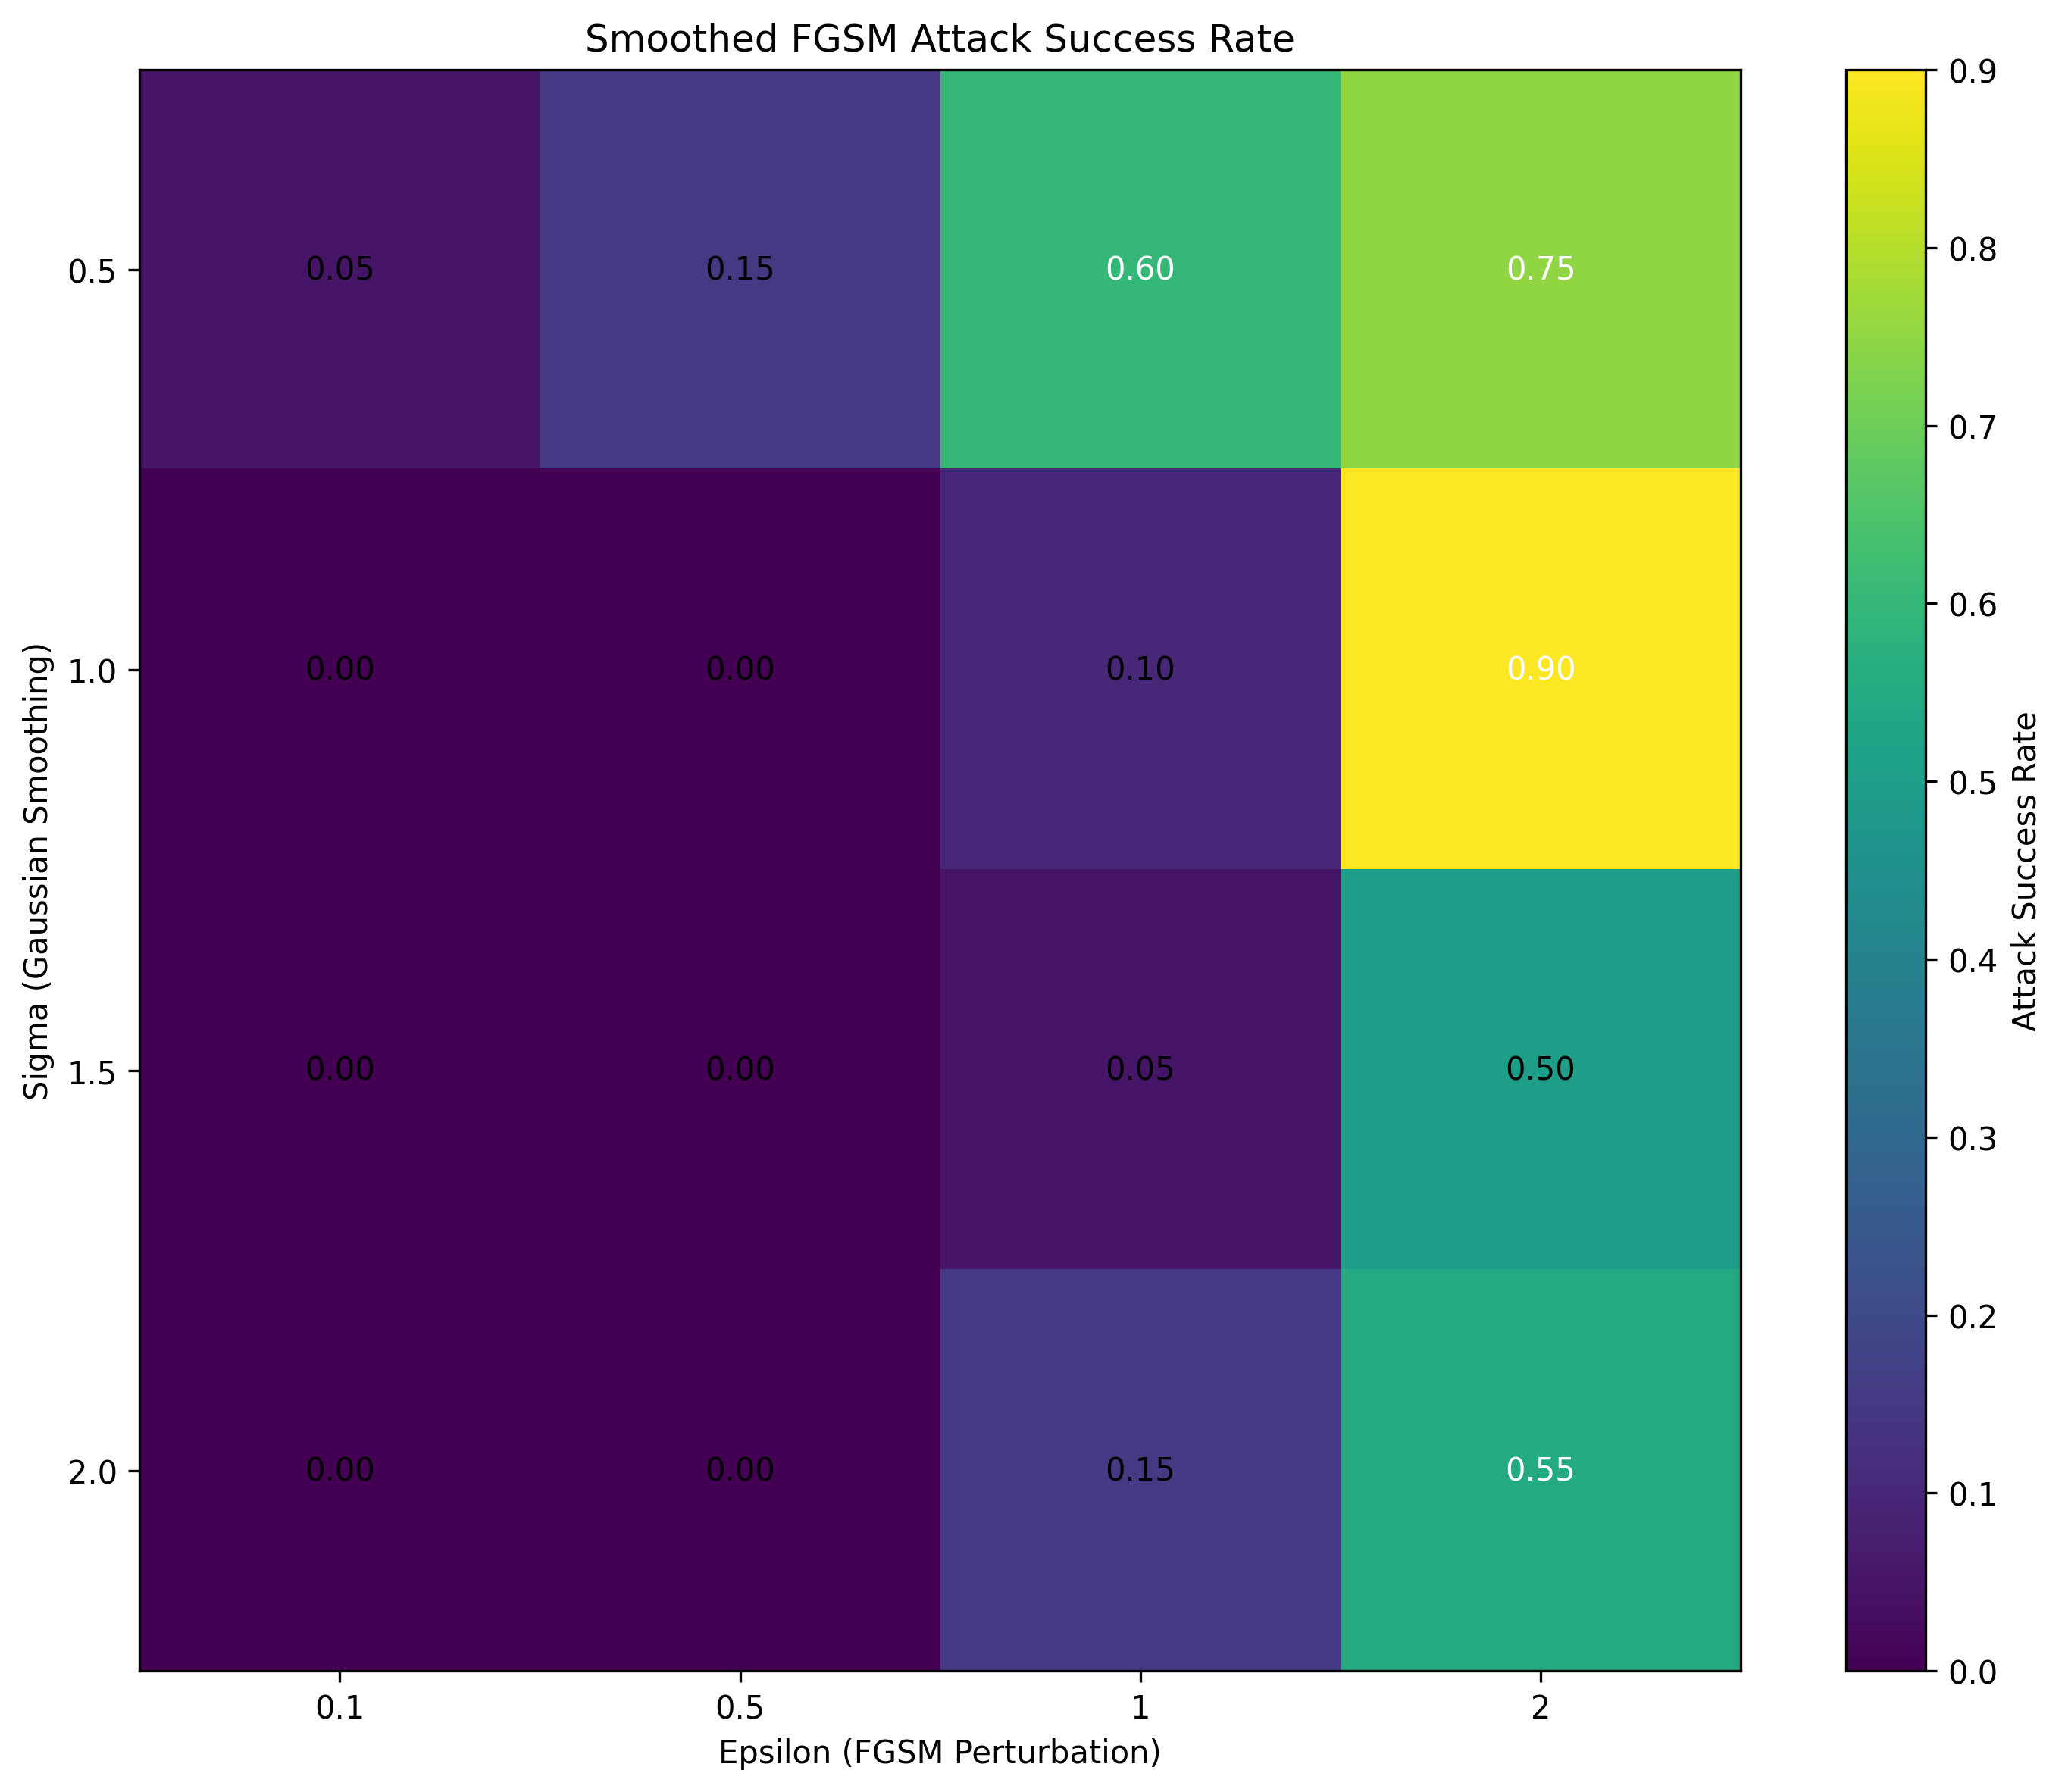 Smoothed FGSM Attack Success Rate
0.5 0.05 0.15 0.60 0.75
1.0 0.00 0.00 0.10 0.90
1.5 0.00 0.00 0.05 0.50
2.0 0.00 0.00 0.15 0.55
0.1 0.5 1 2
Epsilon (FGSM Perturbation)
Sigma (Gaussian Smoothing)
0.9
0.8
0.7
0.6
0.5
0.4
0.3
0.2
0.1
0.0
Attack Success Rate